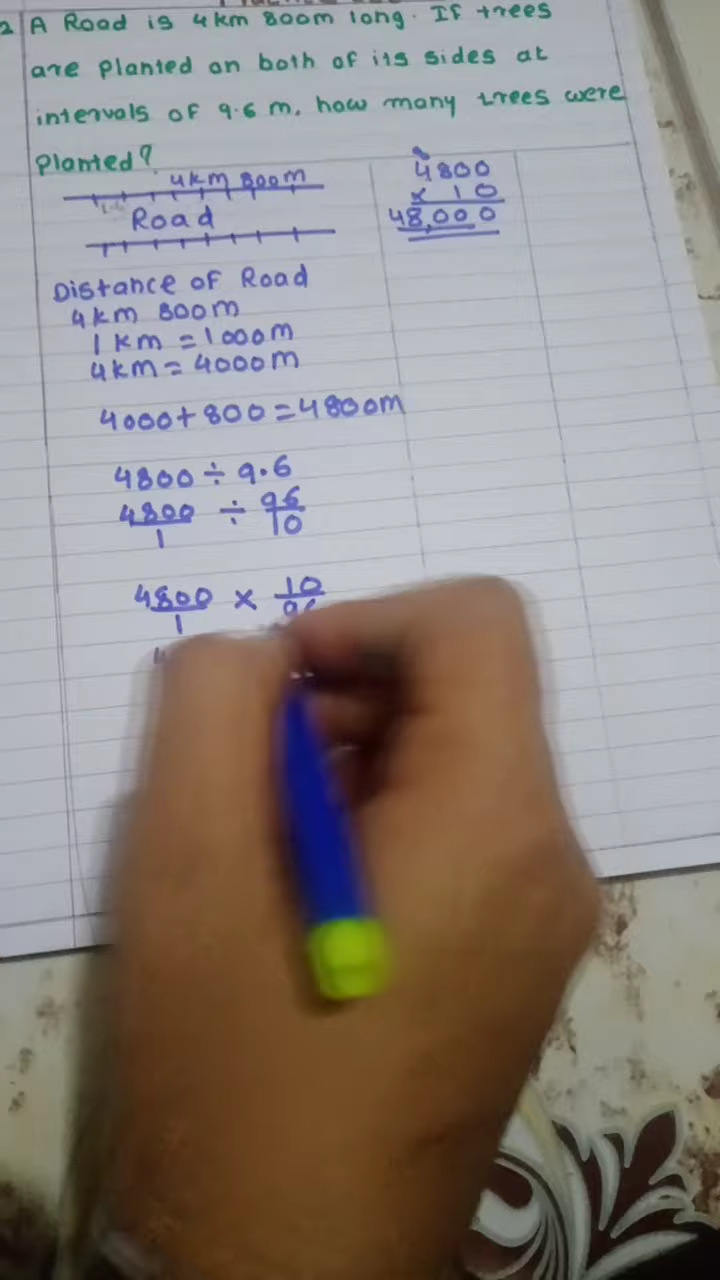 2 A Road is 4km 800m long. If trees
are planted on both of its sides at
intervals of 9.6 m, how many trees were
planted?
4km 800m
Road
4800
× 10
48,000
Distance of Road
4km 800m
1 km = 1000m
4km = 4000m
4000 + 800 = 4800m
4800 ÷ 9.6
4800/1 ÷ 96/10
4800/1 × 10/96